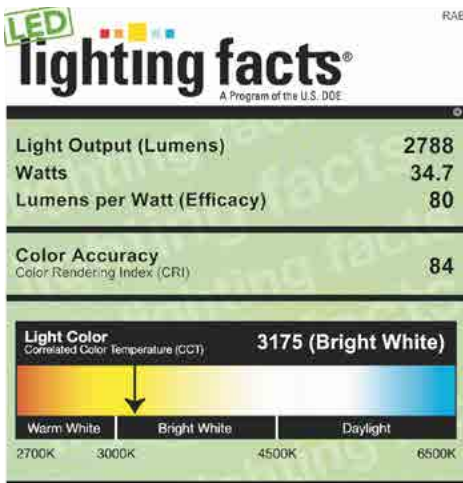 RAB
LED
lighting facts®
A Program of the U.S. DOE
Light Output (Lumens) 2788
Watts 34.7
Lumens per Watt (Efficacy) 80
Color Accuracy
Color Rendering Index (CRI) 84
Light Color
Correlated Color Temperature (CCT) 3175 (Bright White)
Warm White Bright White Daylight
2700K 3000K 4500K 6500K